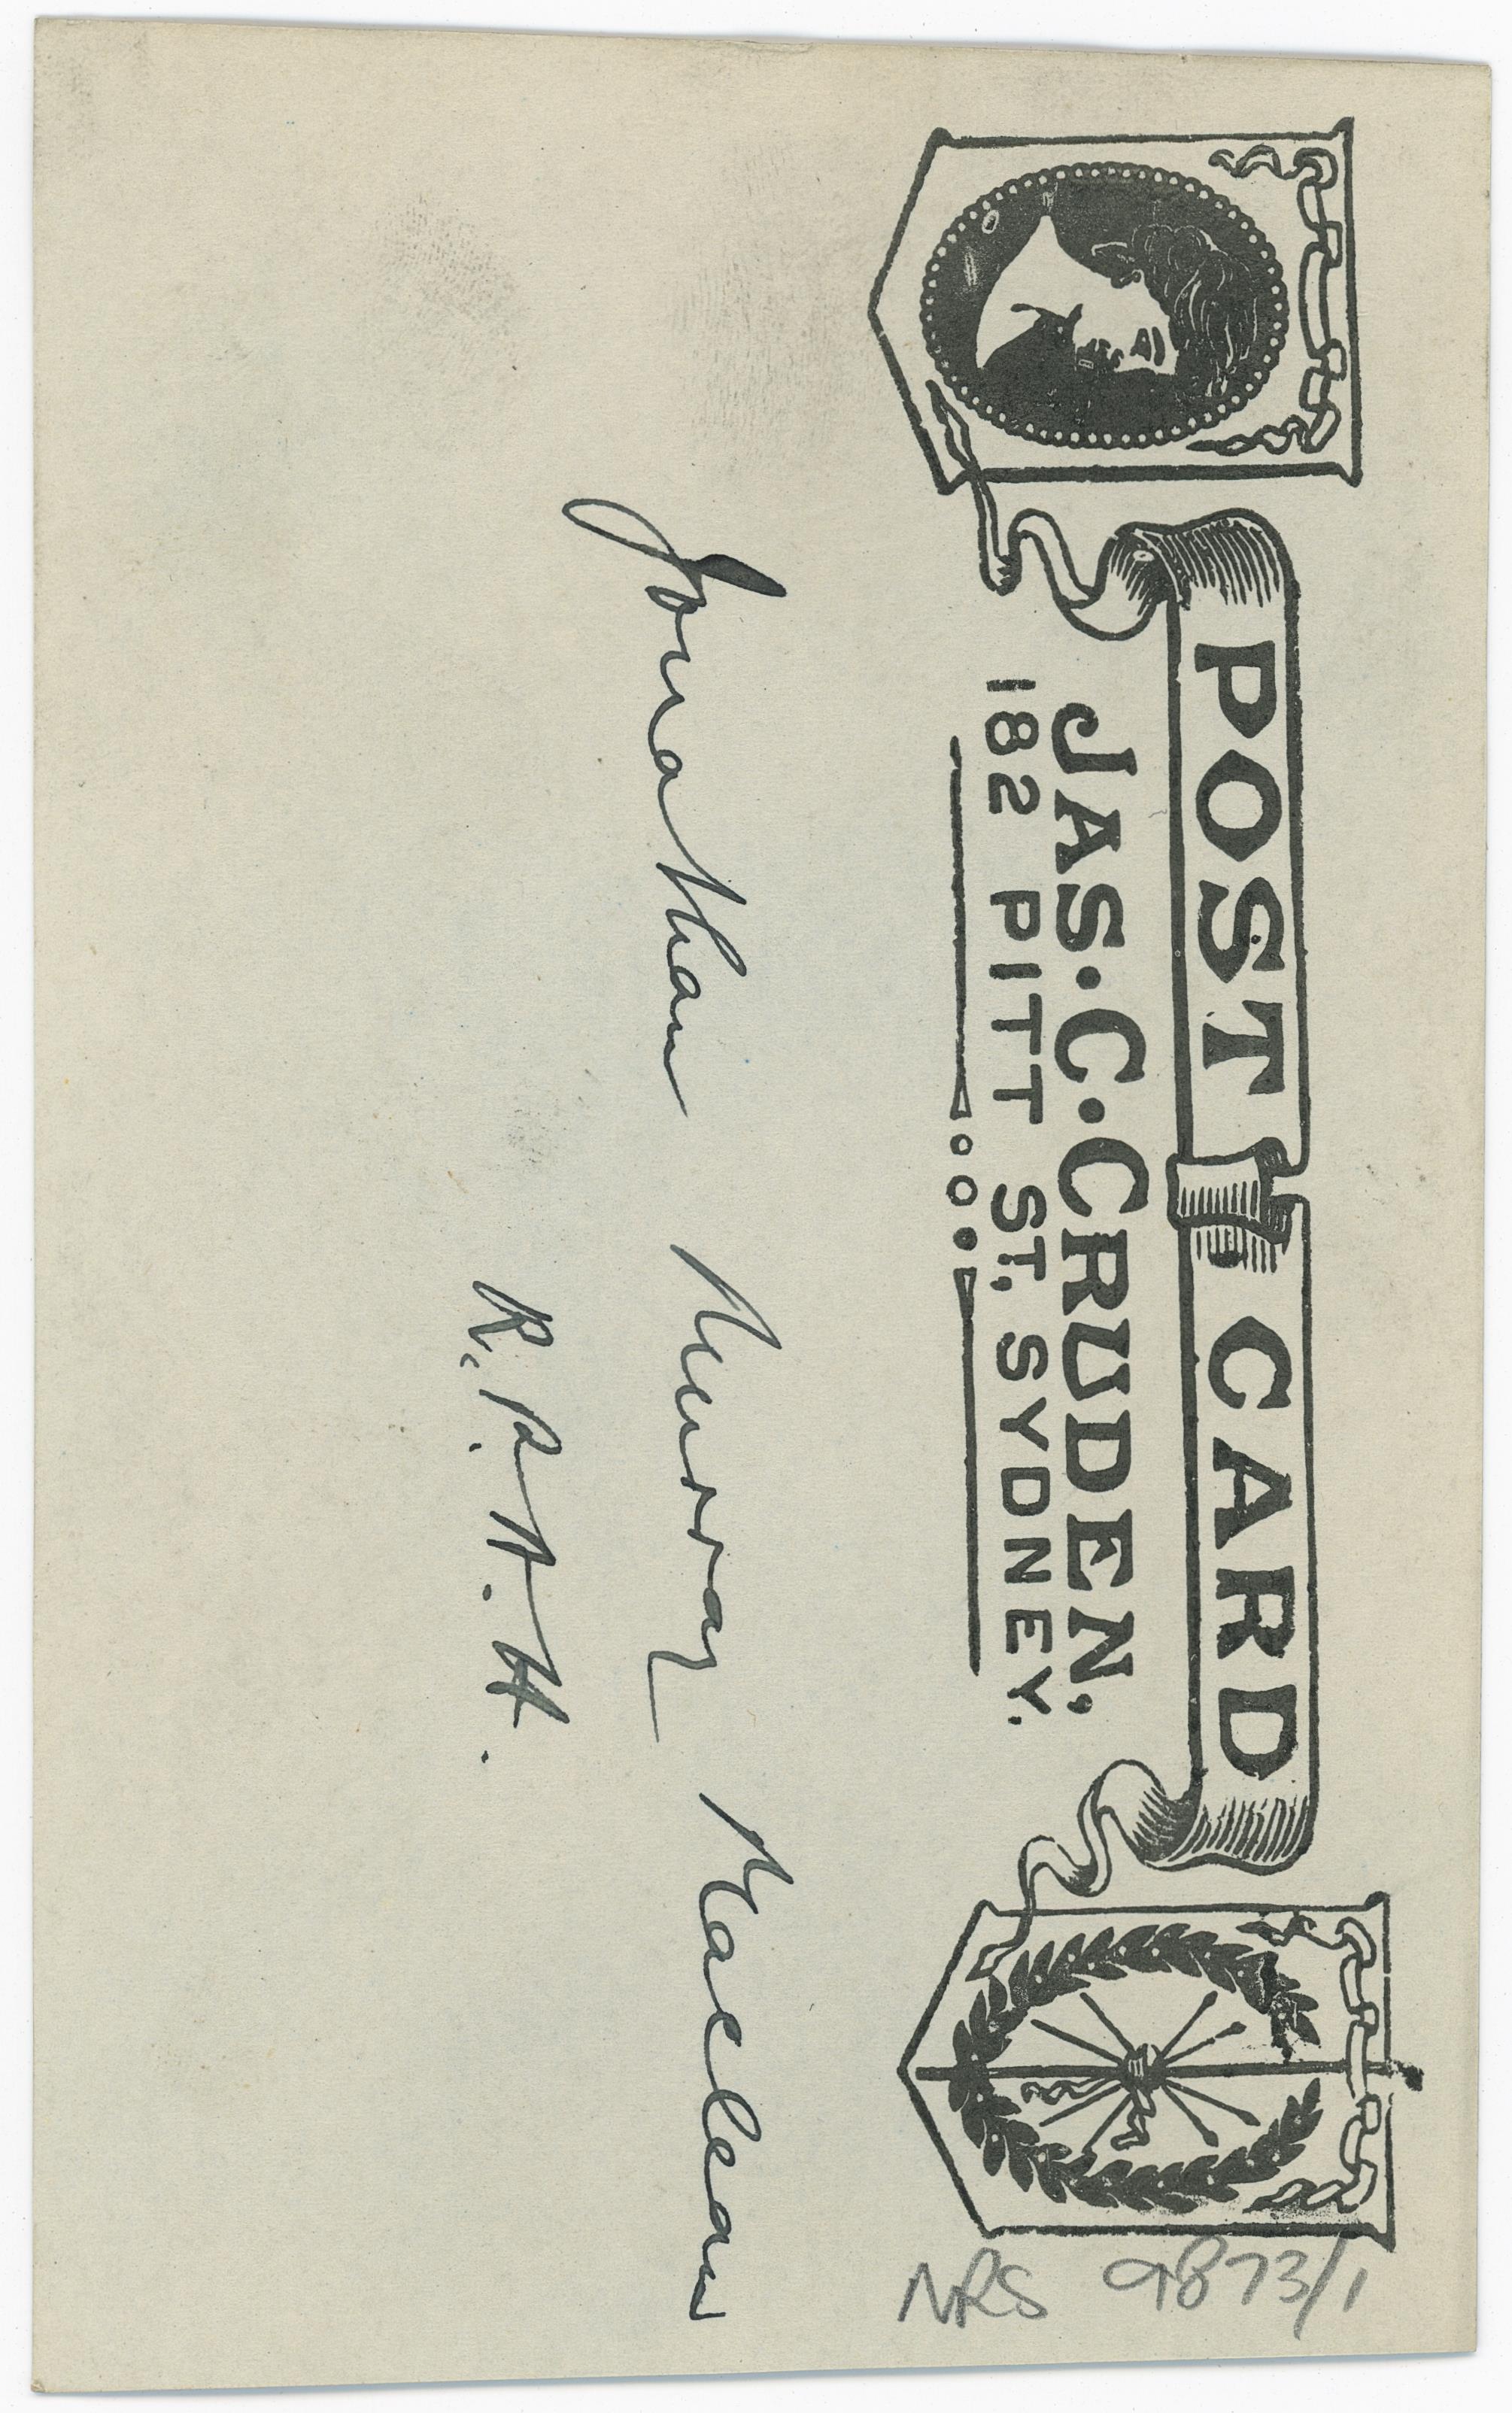 POST CARD
JAS. C. CRUDEN,
182 PITT ST, SYDNEY.
Jonathan Murray Maclean
R. P. A. H.
NRS 9873/1